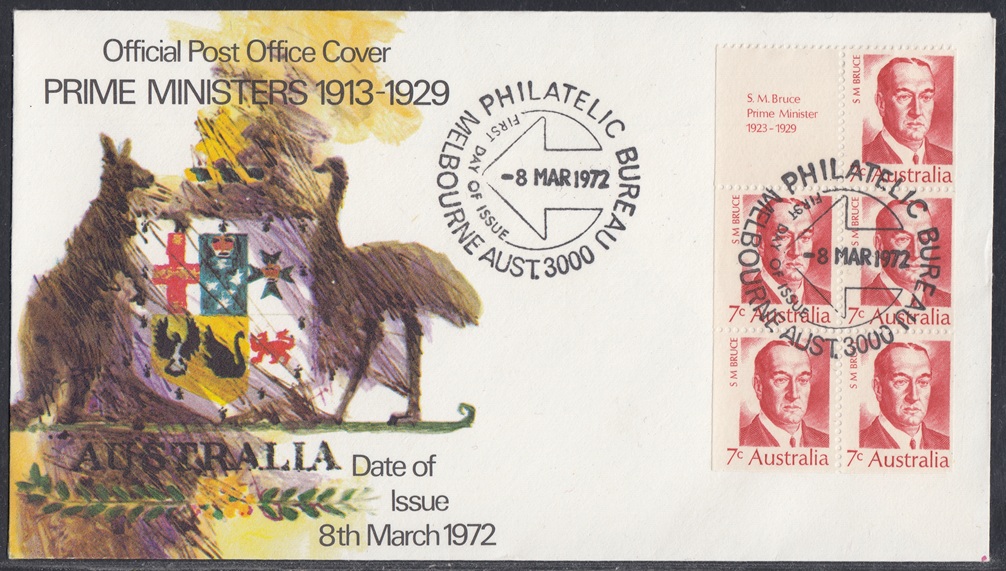 Official Post Office Cover
PRIME MINISTERS 1913-1929
PHILATELIC BUREAU
MELBOURNE AUST. 3000
FIRST DAY OF ISSUE
-8 MAR 1972
AUSTRALIA
Date of
Issue
8th March 1972
S. M. Bruce
Prime Minister
1923-1929
S M BRUCE
7c Australia
PHILATELIC BUREAU
MELBOURNE AUST. 3000
FIRST DAY OF ISSUE
-8 MAR 1972
S M BRUCE
7c Australia
S M BRUCE
7c Australia
S M BRUCE
7c Australia
S M BRUCE
7c Australia